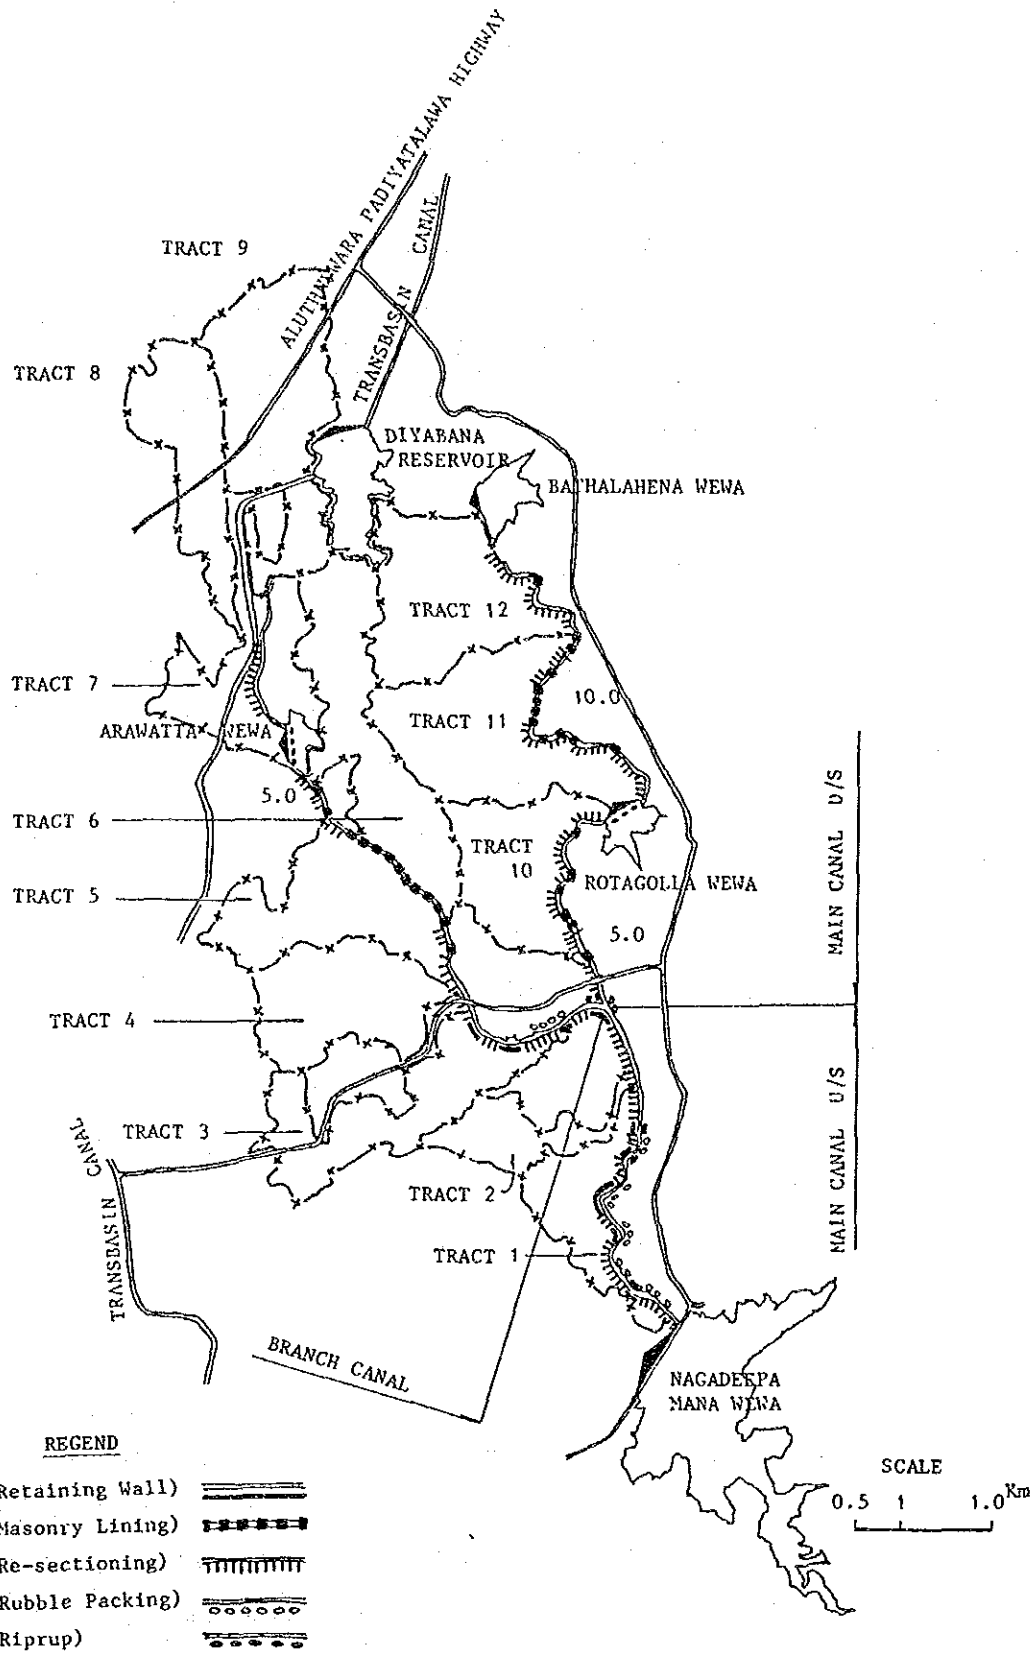 ALUTHNUWARA PADIYATALAWA HIGHWAY
TRANSBASIN CANAL
TRACT 9
TRACT 8
DIYABANA
RESERVOIR
BATHALAHENA WEWA
TRACT 12
TRACT 7
10.0
TRACT 11
ARAWATTA WEWA
5.0
TRACT 6
TRACT
10
ROTAGOLLA WEWA
TRACT 5
5.0
MAIN CANAL U/S
TRACT 4
MAIN CANAL U/S
TRACT 3
TRANSBASIN CANAL
TRACT 2
TRACT 1
BRANCH CANAL
NAGADEEPA
MANA WEWA
REGEND
Retaining Wall)
Masonry Lining)
Re-sectioning)
Rubble Packing)
Riprup)
SCALE
0.5 1 1.0 Km